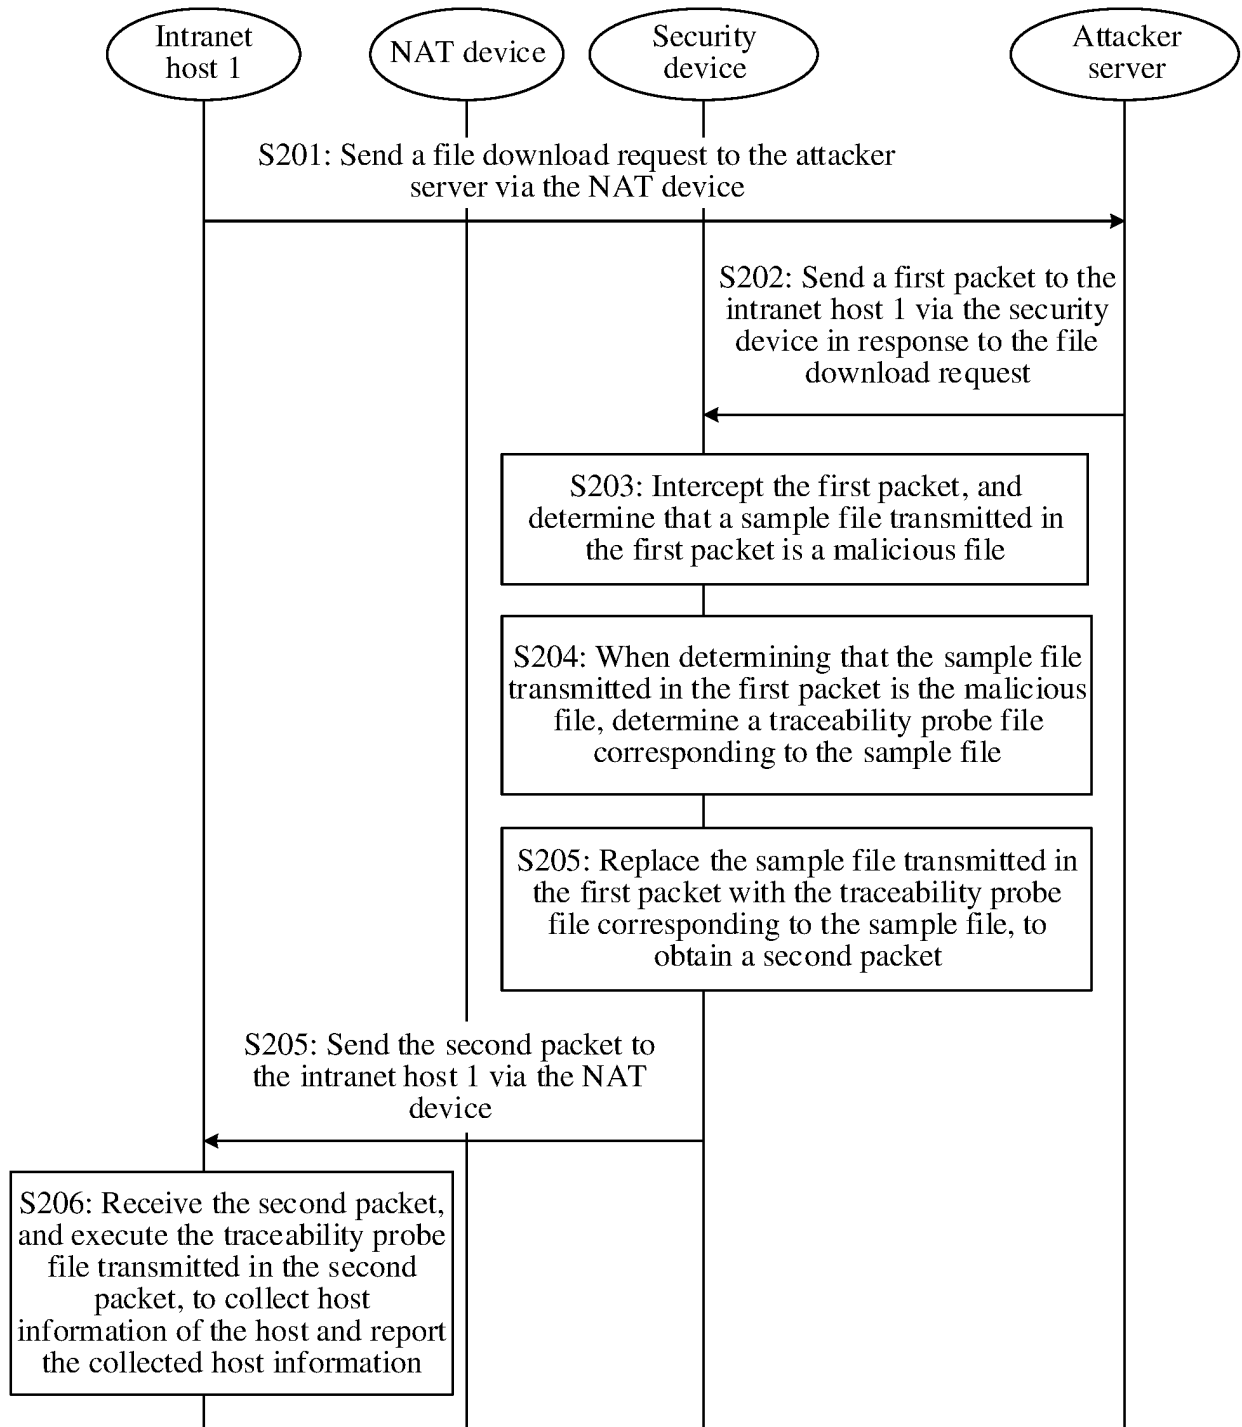 Intranet
host 1
NAT device
Security
device
Attacker
server
S201: Send a file download request to the attacker
server via the NAT device
S202: Send a first packet to the
intranet host 1 via the security
device in response to the file
download request
S203: Intercept the first packet, and
determine that a sample file transmitted in
the first packet is a malicious file
S204: When determining that the sample file
transmitted in the first packet is the malicious
file, determine a traceability probe file
corresponding to the sample file
S205: Replace the sample file transmitted in
the first packet with the traceability probe
file corresponding to the sample file, to
obtain a second packet
S205: Send the second packet to
the intranet host 1 via the NAT
device
S206: Receive the second packet,
and execute the traceability probe
file transmitted in the second
packet, to collect host
information of the host and report
the collected host information